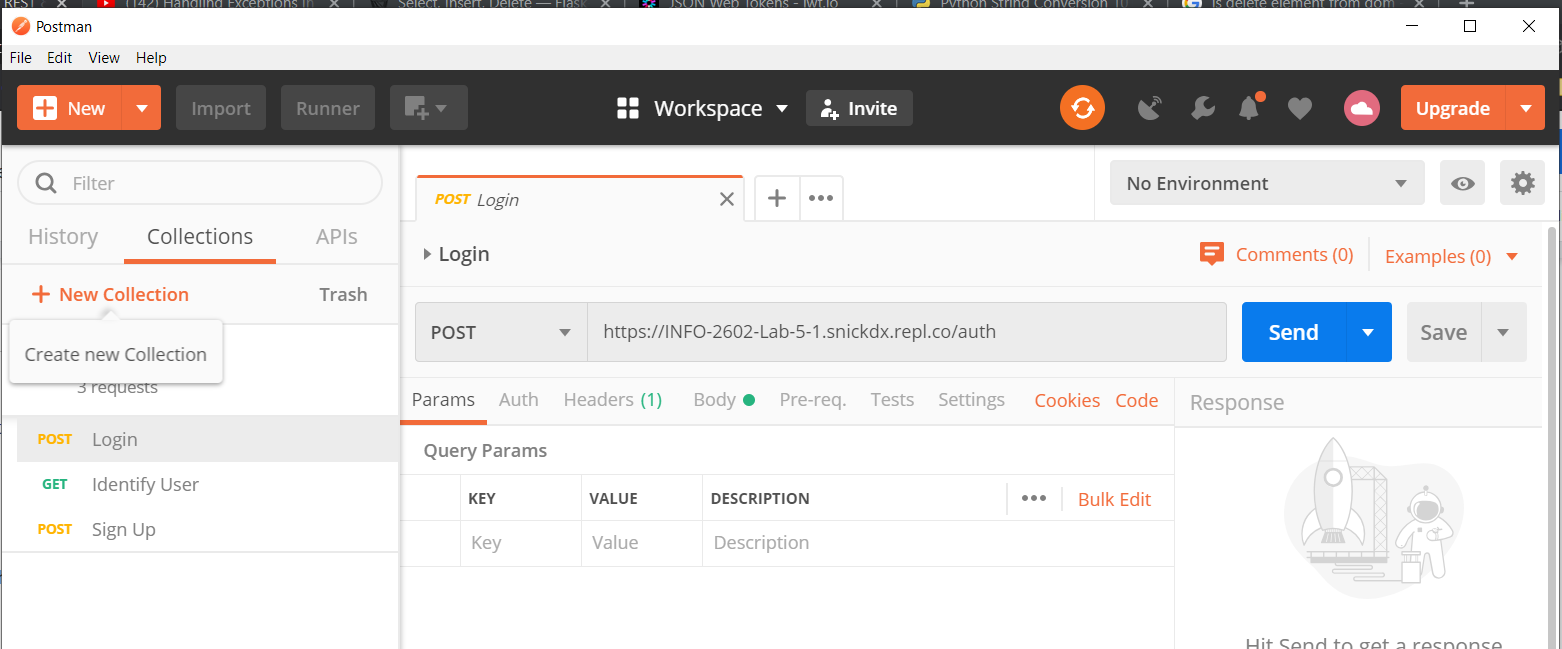 (142) Handling Exceptions In
Select, Insert, Delete — Flask
JSON Web Tokens - jwt.io
Python String Conversion 10
is delete element from dom
Postman
File Edit View Help
New Import Runner Workspace Invite Upgrade
Filter
No Environment
POST Login
History Collections APIs
Login Comments (0) Examples (0)
New Collection Trash
POST https://INFO-2602-Lab-5-1.snickdx.repl.co/auth Send Save
Create new Collection
3 requests
Params Auth Headers (1) Body Pre-req. Tests Settings Cookies Code Response
POST Login
Query Params
GET Identify User
KEY VALUE DESCRIPTION Bulk Edit
POST Sign Up
Key Value Description
Hit Send to get a response